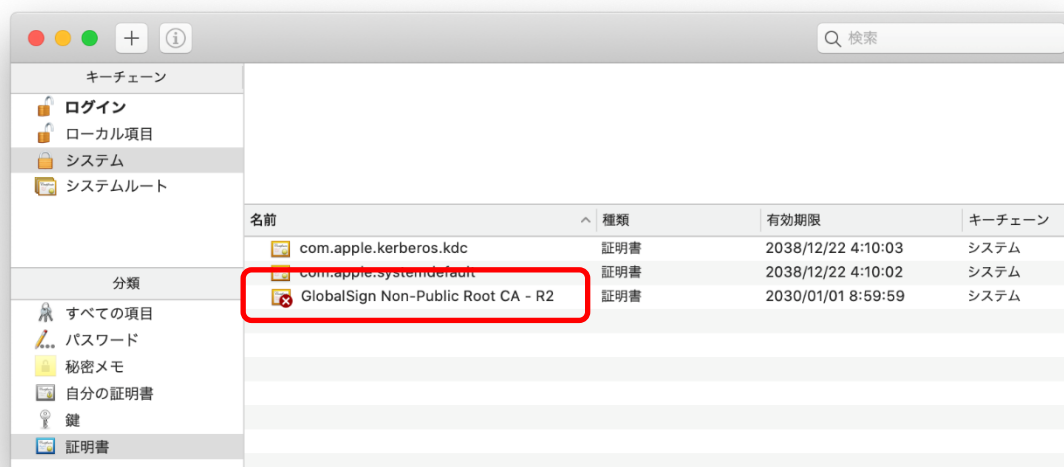 検索
キーチェーン
ログイン
ローカル項目
システム
システムルート
名前 種類 有効期限 キーチェーン
com.apple.kerberos.kdc 証明書 2038/12/22 4:10:03 システム
com.apple.systemdefault 証明書 2038/12/22 4:10:02 システム
GlobalSign Non-Public Root CA - R2 証明書 2030/01/01 8:59:59 システム
分類
すべての項目
パスワード
秘密メモ
自分の証明書
鍵
証明書